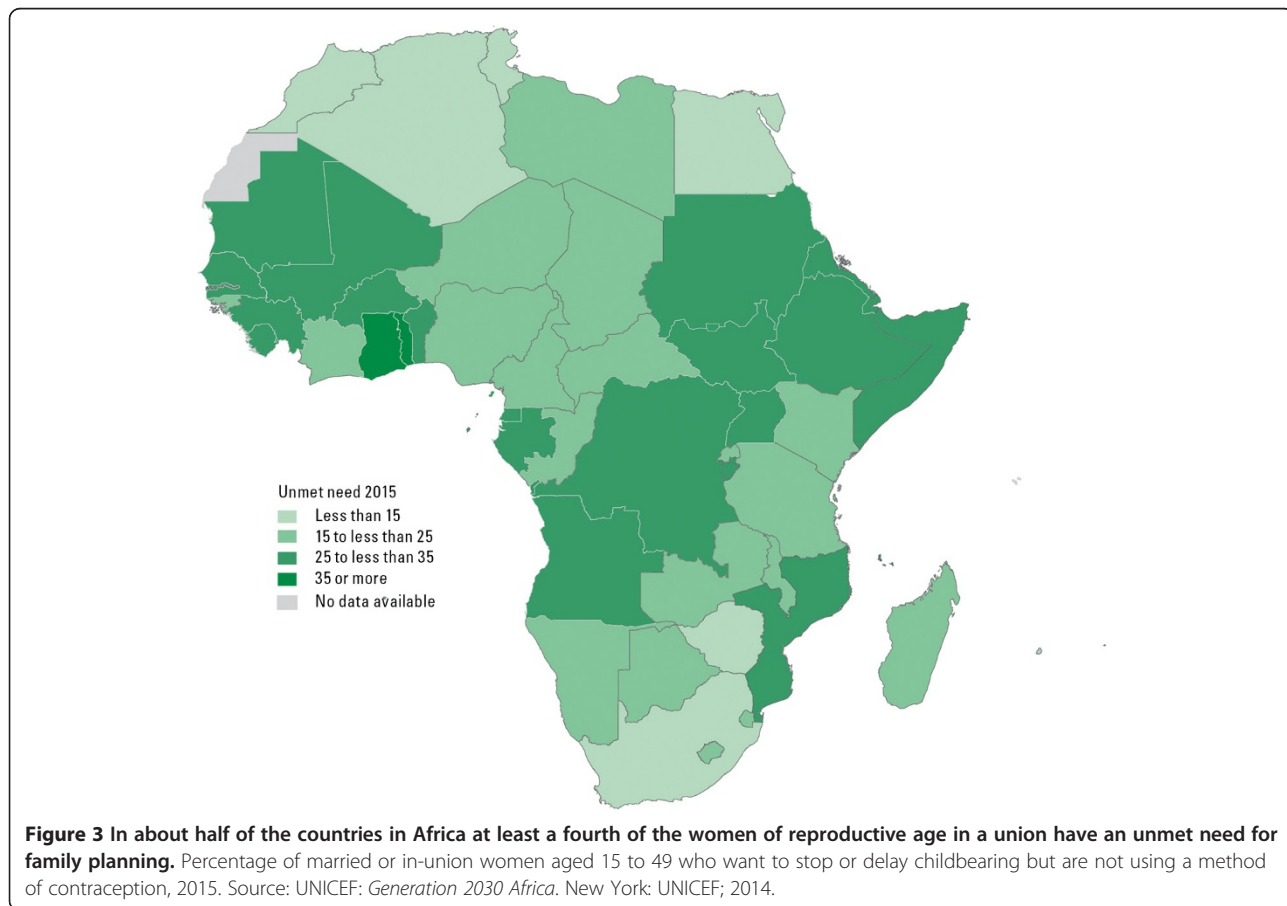 Unmet need 2015
Less than 15
15 to less than 25
25 to less than 35
35 or more
No data available
Figure 3 In about half of the countries in Africa at least a fourth of the women of reproductive age in a union have an unmet need for
family planning. Percentage of married or in-union women aged 15 to 49 who want to stop or delay childbearing but are not using a method
of contraception, 2015. Source: UNICEF: Generation 2030 Africa. New York: UNICEF; 2014.